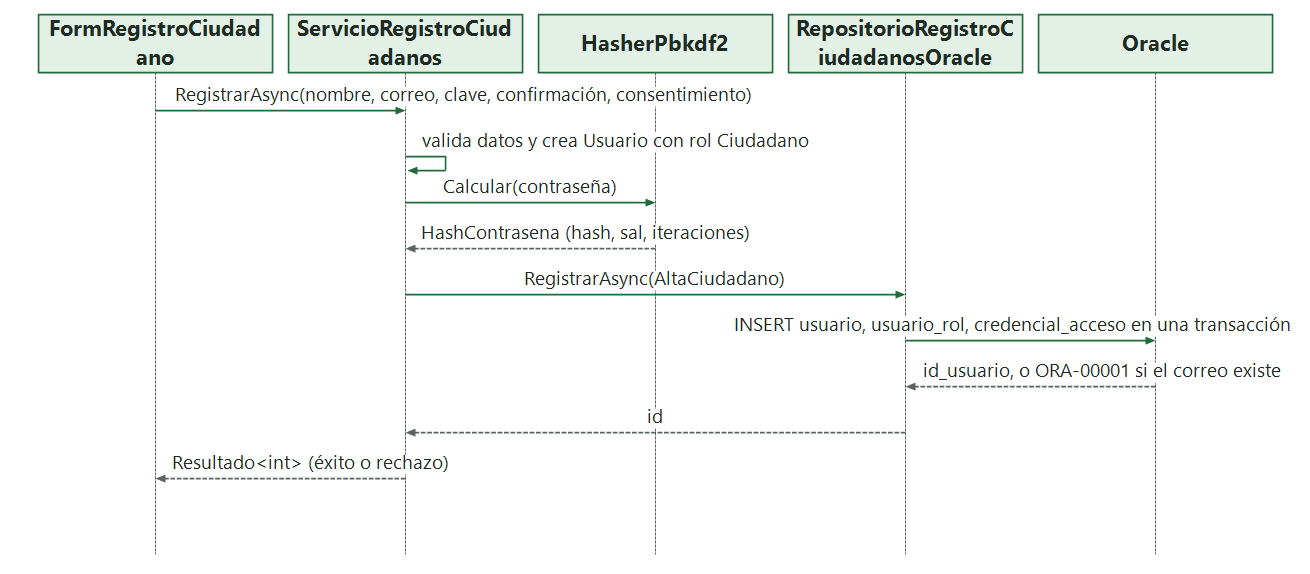 FormRegistroCiudad
ano
ServicioRegistroCiud
adanos
HasherPbkdf2
RepositorioRegistroC
iudadanosOracle
Oracle
RegistrarAsync(nombre, correo, clave, confirmación, consentimiento)
valida datos y crea Usuario con rol Ciudadano
Calcular(contraseña)
HashContrasena (hash, sal, iteraciones)
RegistrarAsync(AltaCiudadano)
INSERT usuario, usuario_rol, credencial_acceso en una transacción
id_usuario, o ORA-00001 si el correo existe
id
Resultado<int> (éxito o rechazo)